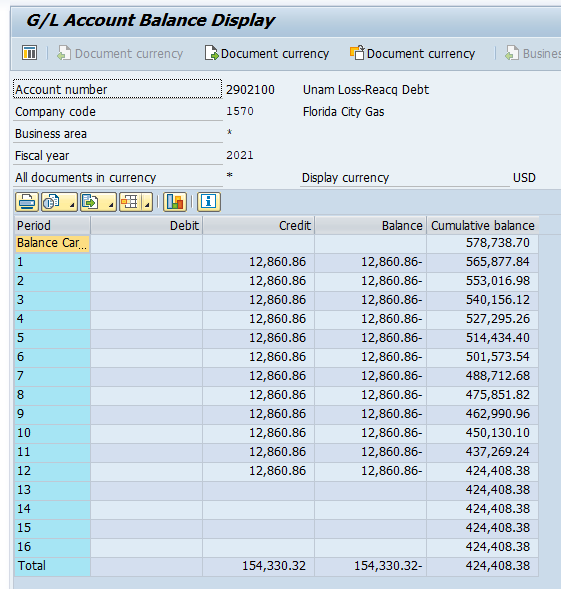 G/L Account Balance Display
Document currency Document currency Document currency Busines
Account number 2902100 Unam Loss-Reacq Debt
Company code 1570 Florida City Gas
Business area *
Fiscal year 2021
All documents in currency * Display currency USD
Period Debit Credit Balance Cumulative balance
Balance Car... 578,738.70
1 12,860.86 12,860.86- 565,877.84
2 12,860.86 12,860.86- 553,016.98
3 12,860.86 12,860.86- 540,156.12
4 12,860.86 12,860.86- 527,295.26
5 12,860.86 12,860.86- 514,434.40
6 12,860.86 12,860.86- 501,573.54
7 12,860.86 12,860.86- 488,712.68
8 12,860.86 12,860.86- 475,851.82
9 12,860.86 12,860.86- 462,990.96
10 12,860.86 12,860.86- 450,130.10
11 12,860.86 12,860.86- 437,269.24
12 12,860.86 12,860.86- 424,408.38
13 424,408.38
14 424,408.38
15 424,408.38
16 424,408.38
Total 154,330.32 154,330.32- 424,408.38